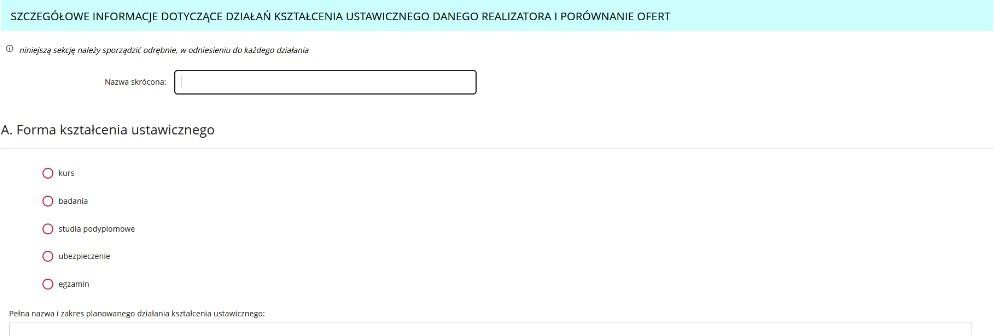 SZCZEGÓŁOWE INFORMACJE DOTYCZĄCE DZIAŁAŃ KSZTAŁCENIA USTAWICZNEGO DANEGO REALIZATORA I PORÓWNANIE OFERT
niniejszą sekcję należy sporządzić odrębnie, w odniesieniu do każdego działania
Nazwa skrócona:
A. Forma kształcenia ustawicznego
kurs
badania
studia podyplomowe
ubezpieczenie
egzamin
Pełna nazwa i zakres planowanego działania kształcenia ustawicznego: